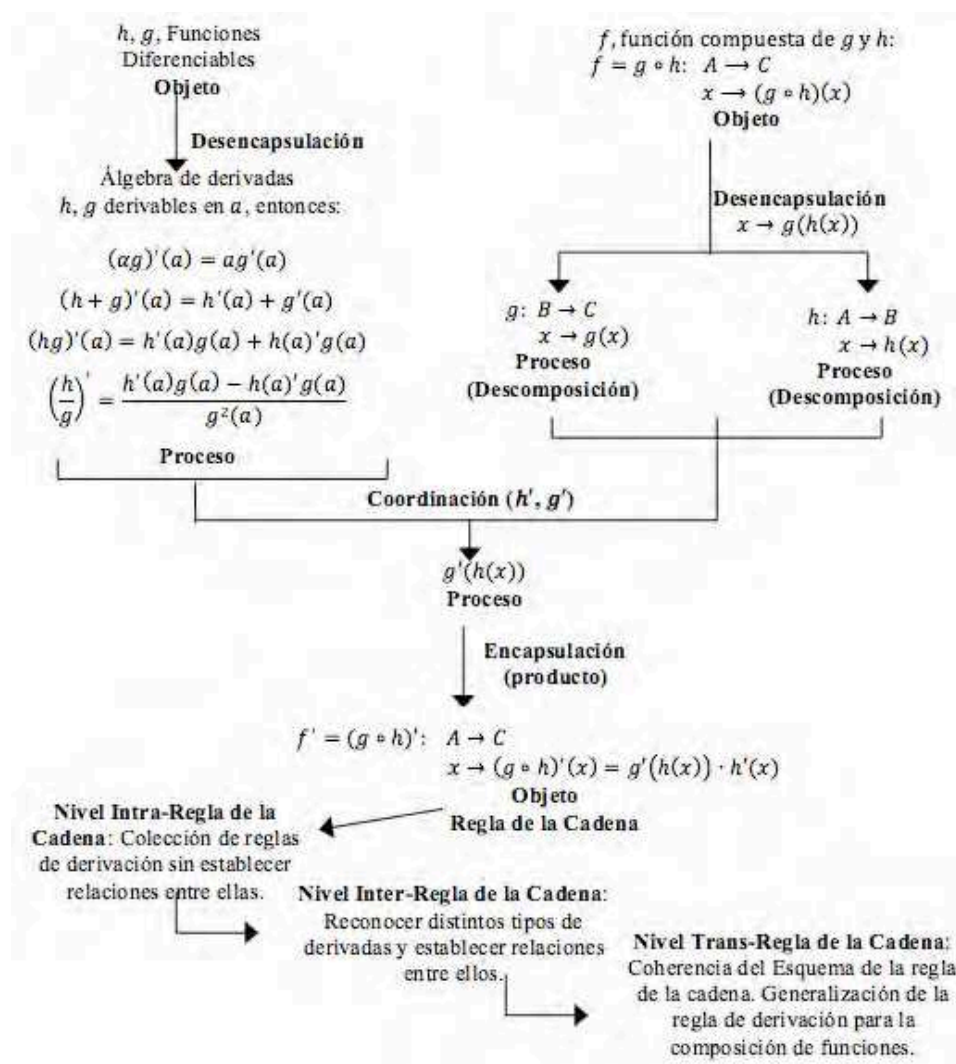 h, g, Funciones
Diferenciables
Objeto
Desencapsulación
Álgebra de derivadas
h, g derivables en a, entonces:
(αg)'(a) = αg'(a)
(h + g)'(a) = h'(a) + g'(a)
(hg)'(a) = h'(a)g(a) + h(a)'g(a)
(h/g)' = h'(a)g(a) − h(a)'g(a) / g²(a)
Proceso
f, función compuesta de g y h:
f = g ∘ h: A → C
x → (g ∘ h)(x)
Objeto
Desencapsulación
x → g(h(x))
g: B → C
x → g(x)
Proceso
(Descomposición)
h: A → B
x → h(x)
Proceso
(Descomposición)
Coordinación (h', g')
g'(h(x))
Proceso
Encapsulación
(producto)
f' = (g ∘ h)': A → C
x → (g ∘ h)'(x) = g'(h(x)) · h'(x)
Objeto
Regla de la Cadena
Nivel Intra-Regla de la
Cadena: Colección de reglas
de derivación sin establecer
relaciones entre ellas.
Nivel Inter-Regla de la Cadena:
Reconocer distintos tipos de
derivadas y establecer relaciones
entre ellos.
Nivel Trans-Regla de la Cadena:
Coherencia del Esquema de la regla
de la cadena. Generalización de la
regla de derivación para la
composición de funciones.